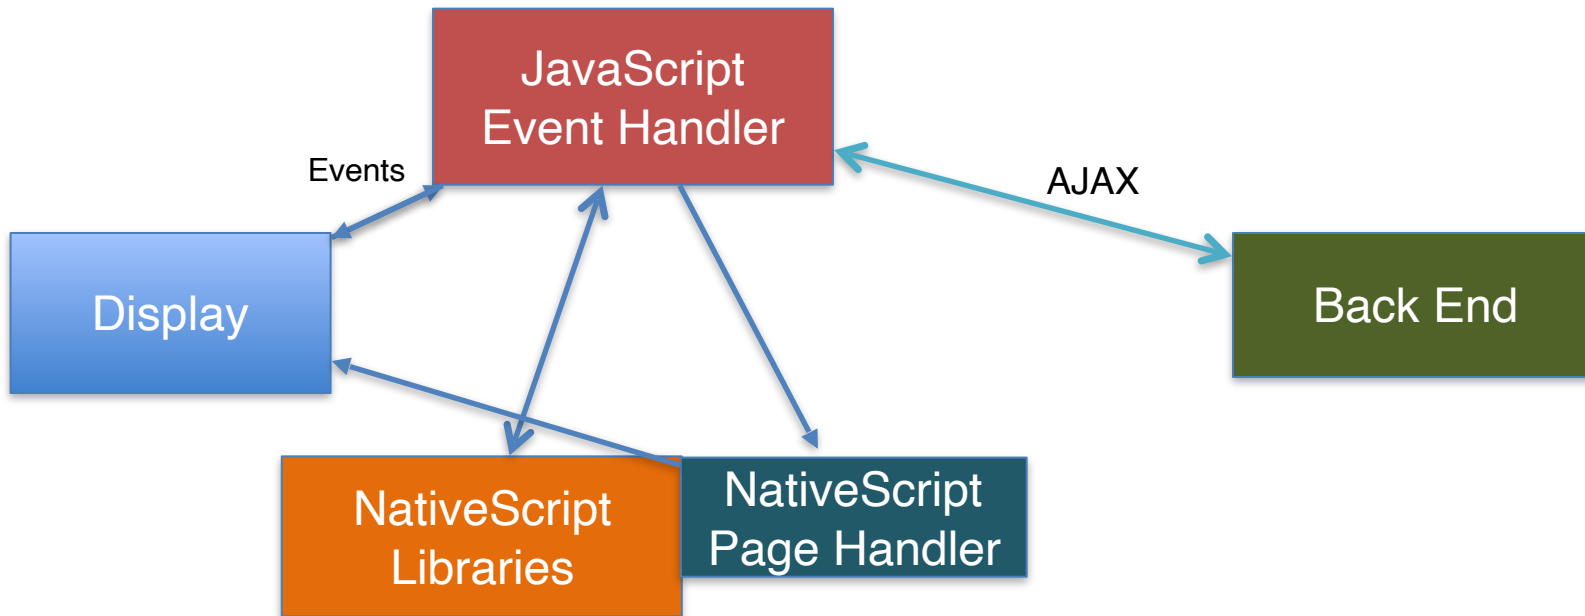 JavaScript
Event Handler
Events
AJAX
Display
Back End
NativeScript
Libraries
NativeScript
Page Handler